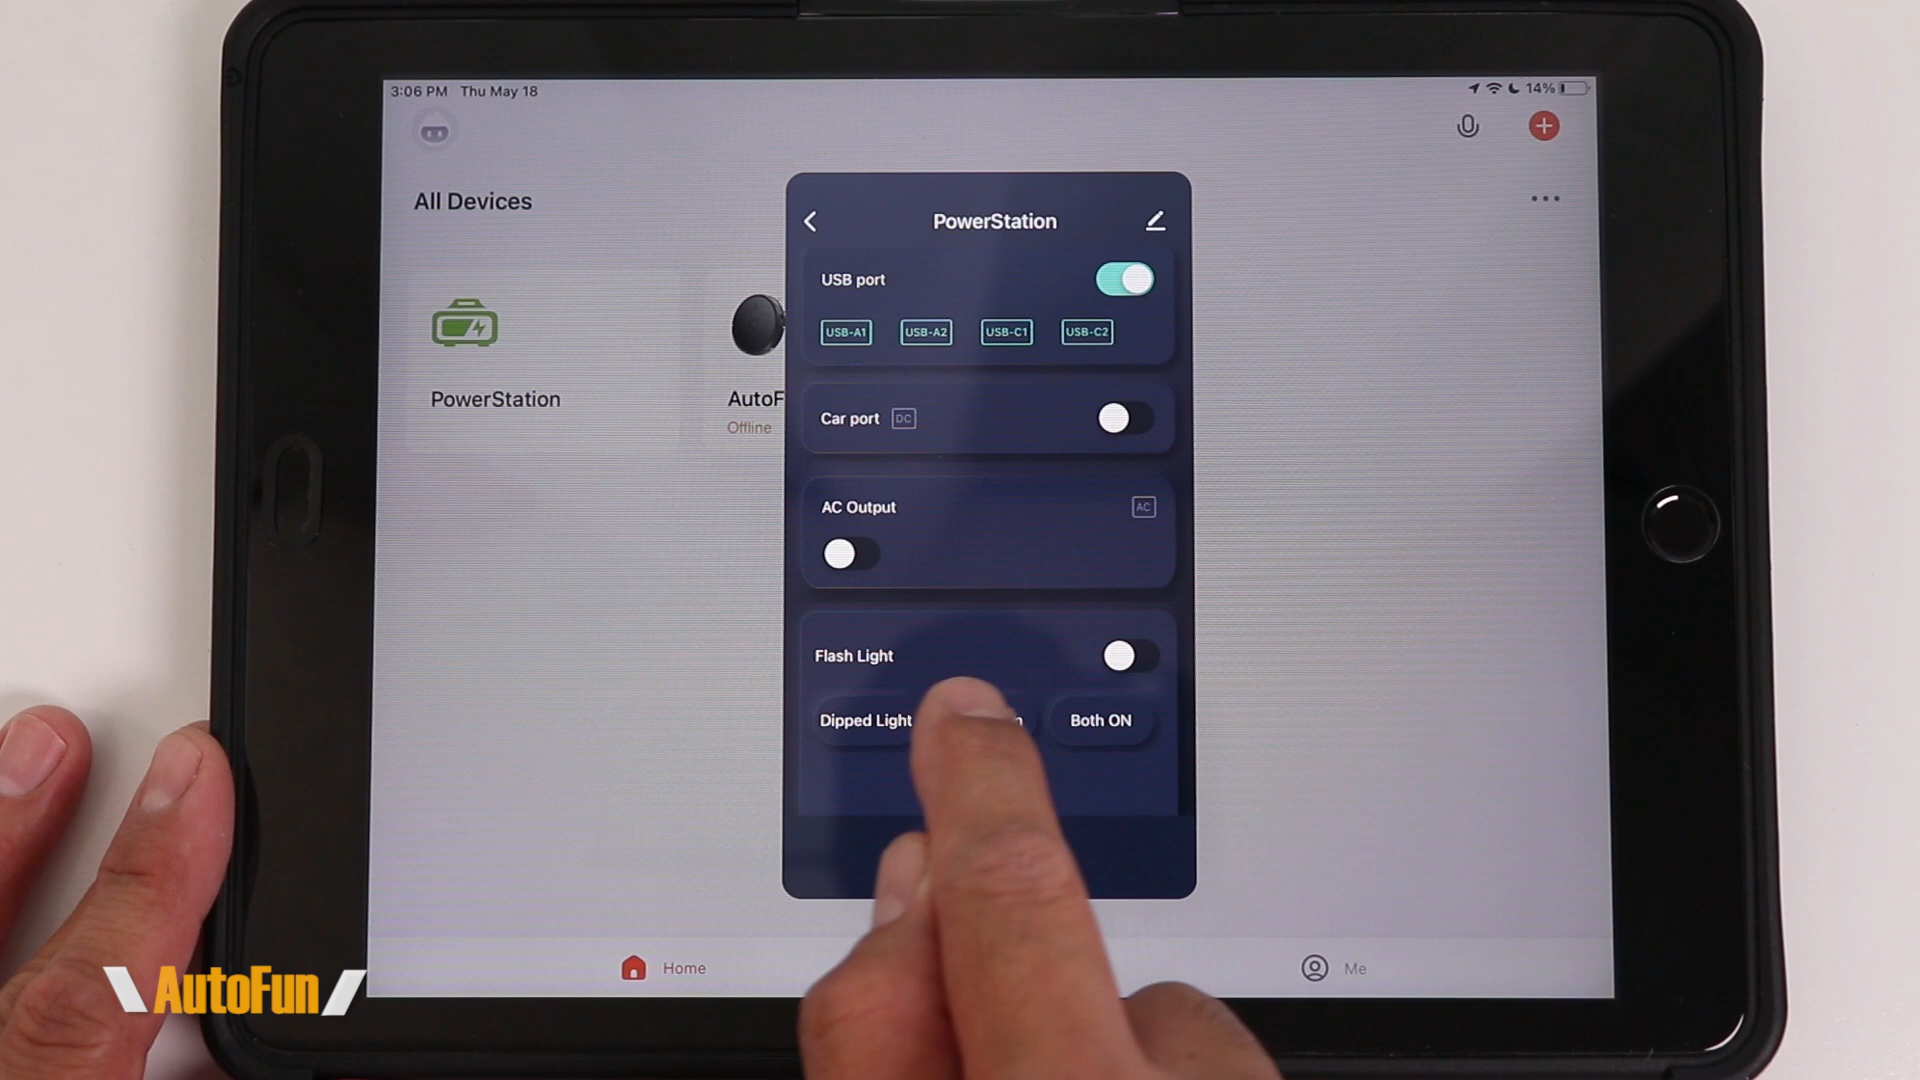 3:06 PM Thu May 18
14%
All Devices
PowerStation
USB port
USB-A1 USB-A2 USB-C1 USB-C2
PowerStation
AutoF
Offline
Car port DC
AC Output AC
Flash Light
Dipped Light Both ON
Home
Me
AutoFun